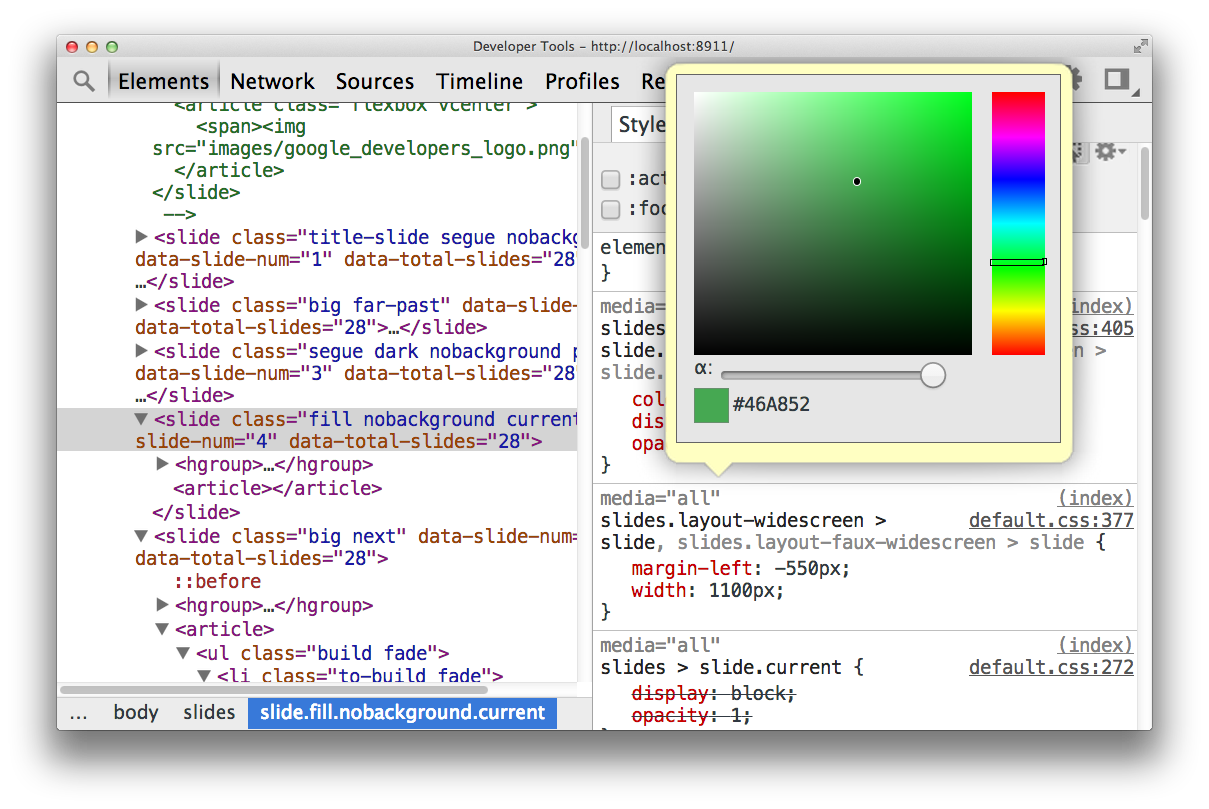 Developer Tools - http://localhost:8911/
Elements Network Sources Timeline Profiles Re
<article class="flexbox vcenter">
<span><img
src="images/google_developers_logo.png"
</article>
</slide>
-->
▶<slide class="title-slide segue nobackg
data-slide-num="1" data-total-slides="28"
…</slide>
▶<slide class="big far-past" data-slide-
data-total-slides="28">…</slide>
▶<slide class="segue dark nobackground p
data-slide-num="3" data-total-slides="28"
…</slide>
▼<slide class="fill nobackground current
slide-num="4" data-total-slides="28">
▶<hgroup>…</hgroup>
<article></article>
</slide>
▼<slide class="big next" data-slide-num=
data-total-slides="28">
::before
▶<hgroup>…</hgroup>
▼<article>
▼<ul class="build fade">
▼<li class="to-build fade">
… body slides slide.fill.nobackground.current
Style
:act
:foc
elemen
}
media= (index)
slides ss:405
slide. en >
slide.
col
dis
opa
}
α:
#46A852
media="all" (index)
slides.layout-widescreen > default.css:377
slide, slides.layout-faux-widescreen > slide {
margin-left: -550px;
width: 1100px;
}
media="all" (index)
slides > slide.current { default.css:272
display: block;
opacity: 1;